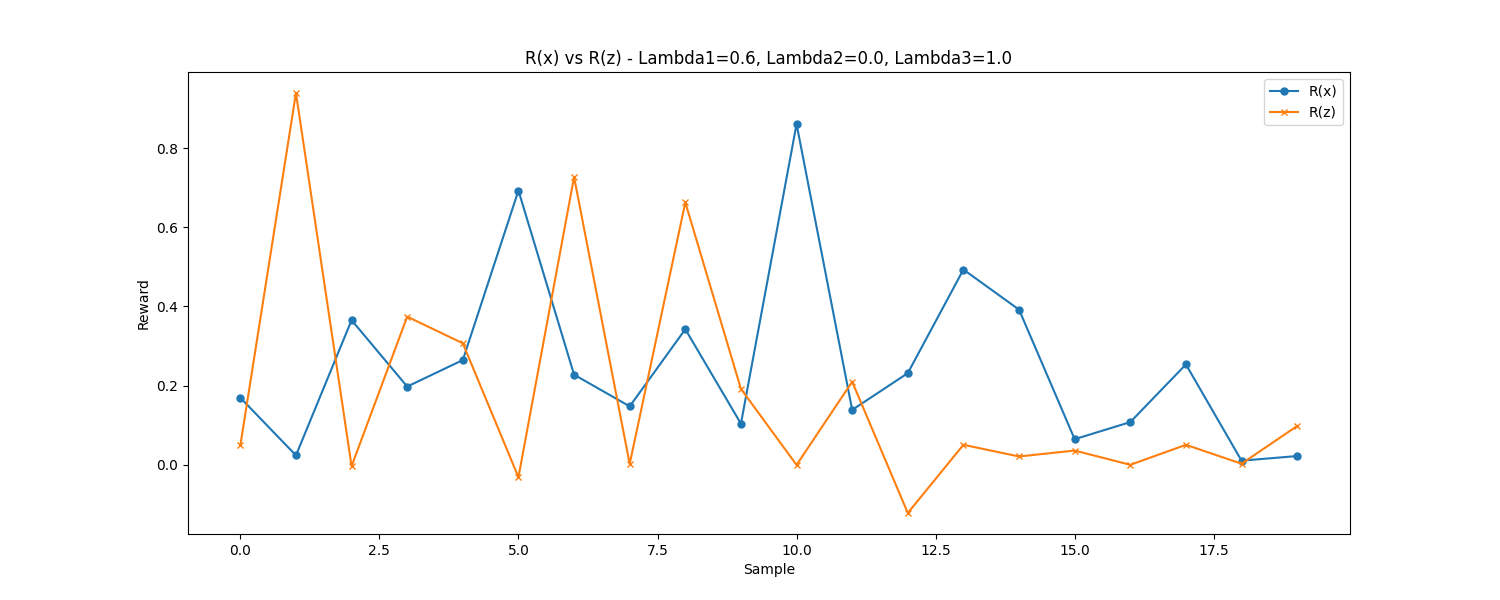 R(x) vs R(z) - Lambda1=0.6, Lambda2=0.0, Lambda3=1.0
R(x)
R(z)
Reward
0.8
0.6
0.4
0.2
0.0
0.0 2.5 5.0 7.5 10.0 12.5 15.0 17.5
Sample